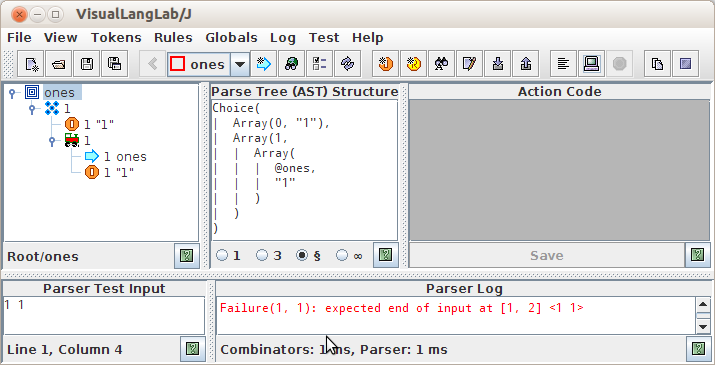 VisualLangLab/J
File View Tokens Rules Globals Log Test Help
ones
ones
1
1 "1"
1
1 ones
1 "1"
Root/ones
Parse Tree (AST) Structure
Choice(
| Array(0, "1"),
| Array(1,
| | Array(
| | | @ones,
| | | "1"
| | )
| )
)
1 3 § ∞
Action Code
Save
Parser Test Input
1 1
Line 1, Column 4
Parser Log
Failure(1, 1): expected end of input at [1, 2] <1 1>
Combinators: 1 ms, Parser: 1 ms